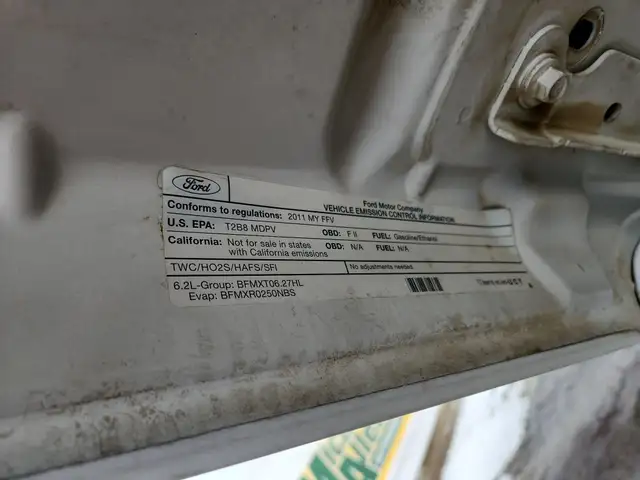 Ford
Ford Motor Company
VEHICLE EMISSION CONTROL INFORMATION
Conforms to regulations: 2011 MY FFV
U.S. EPA: T2B8 MDPV OBD: F II FUEL: Gasoline/Ethanol
California: Not for sale in states with California emissions OBD: N/A FUEL: N/A
TWC/HO2S/HAFS/SFI No adjustments needed.
6.2L-Group: BFMXT06.27HL
Evap: BFMXR0250NBS